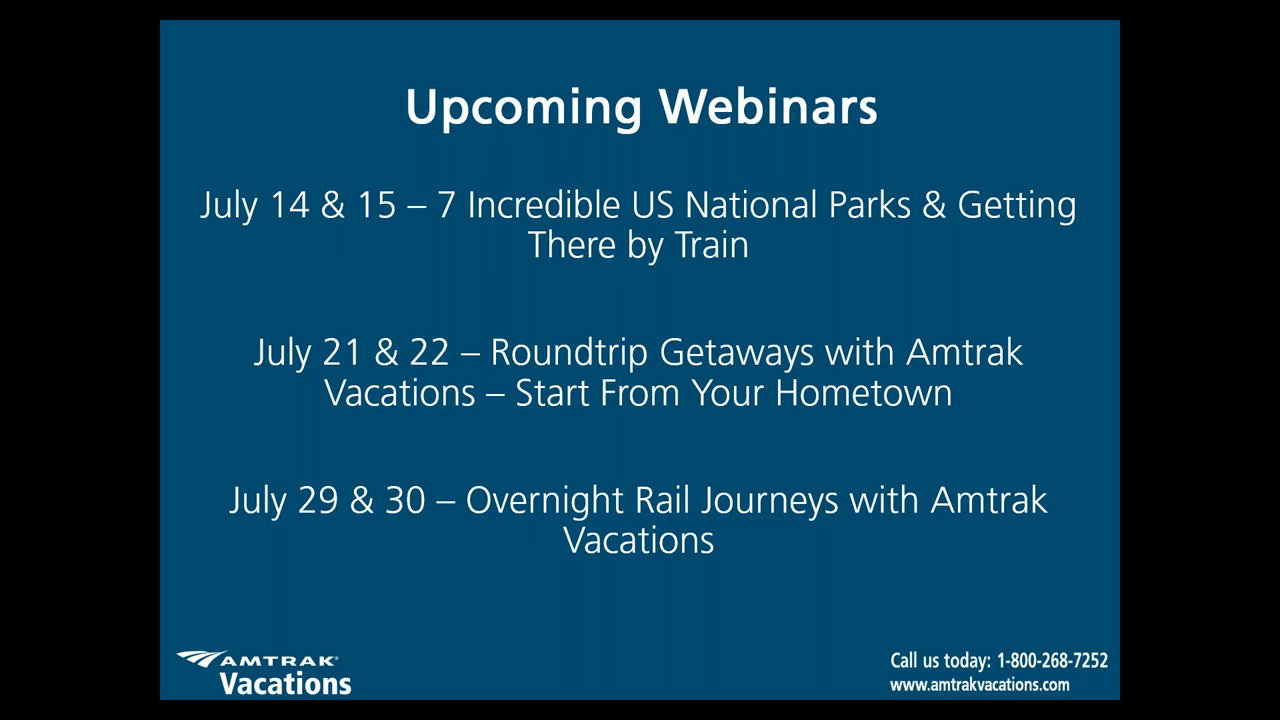 Upcoming Webinars
July 14 & 15 – 7 Incredible US National Parks & Getting
There by Train
July 21 & 22 – Roundtrip Getaways with Amtrak
Vacations – Start From Your Hometown
July 29 & 30 – Overnight Rail Journeys with Amtrak
Vacations
AMTRAK®
Vacations
Call us today: 1-800-268-7252
www.amtrakvacations.com